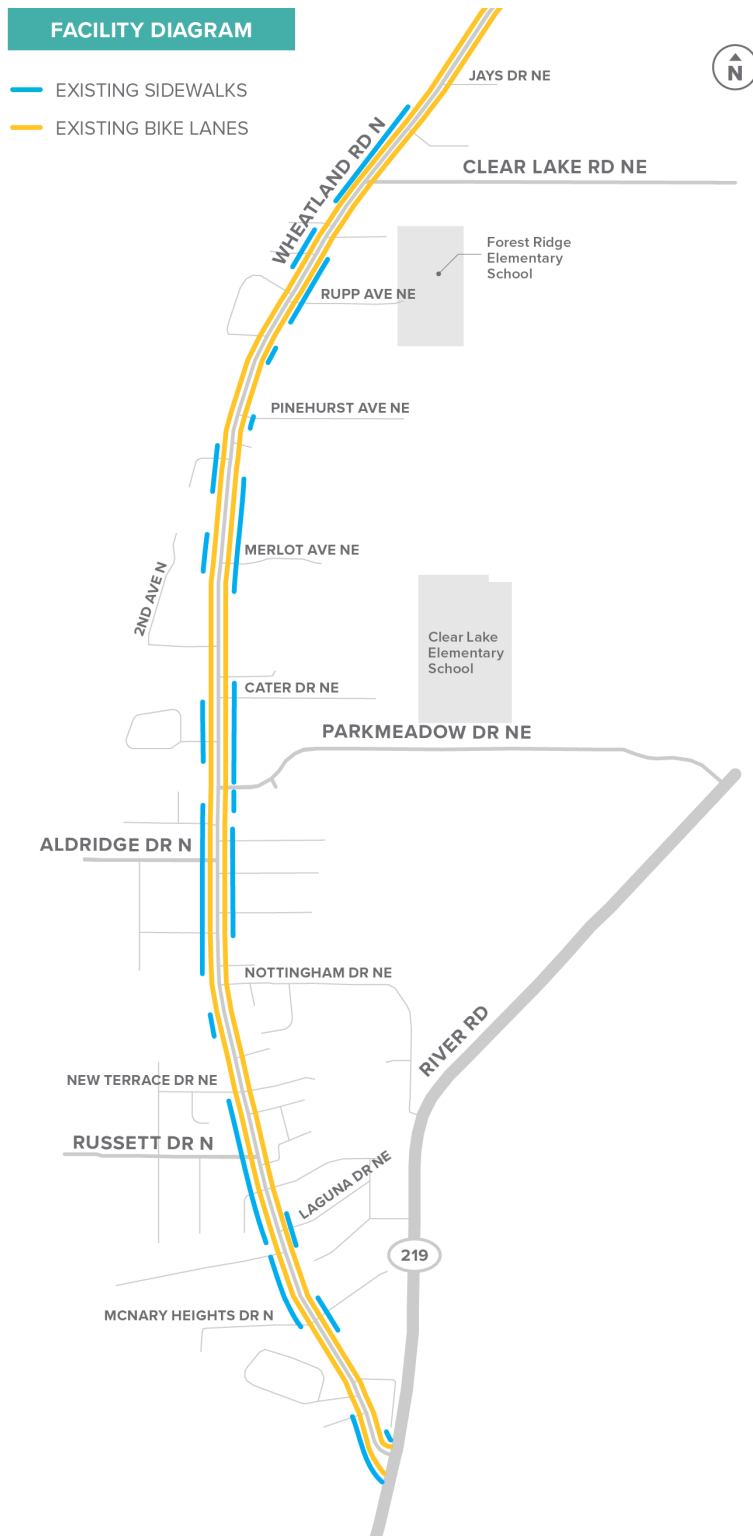 FACILITY DIAGRAM
N
EXISTING SIDEWALKS
EXISTING BIKE LANES
JAYS DR NE
WHEATLAND RD N
CLEAR LAKE RD NE
Forest Ridge
Elementary
School
RUPP AVE NE
PINEHURST AVE NE
MERLOT AVE NE
2ND AVE N
Clear Lake
Elementary
School
CATER DR NE
PARKMEADOW DR NE
ALDRIDGE DR N
NOTTINGHAM DR NE
RIVER RD
NEW TERRACE DR NE
RUSSETT DR N
LAGUNA DR NE
219
MCNARY HEIGHTS DR N